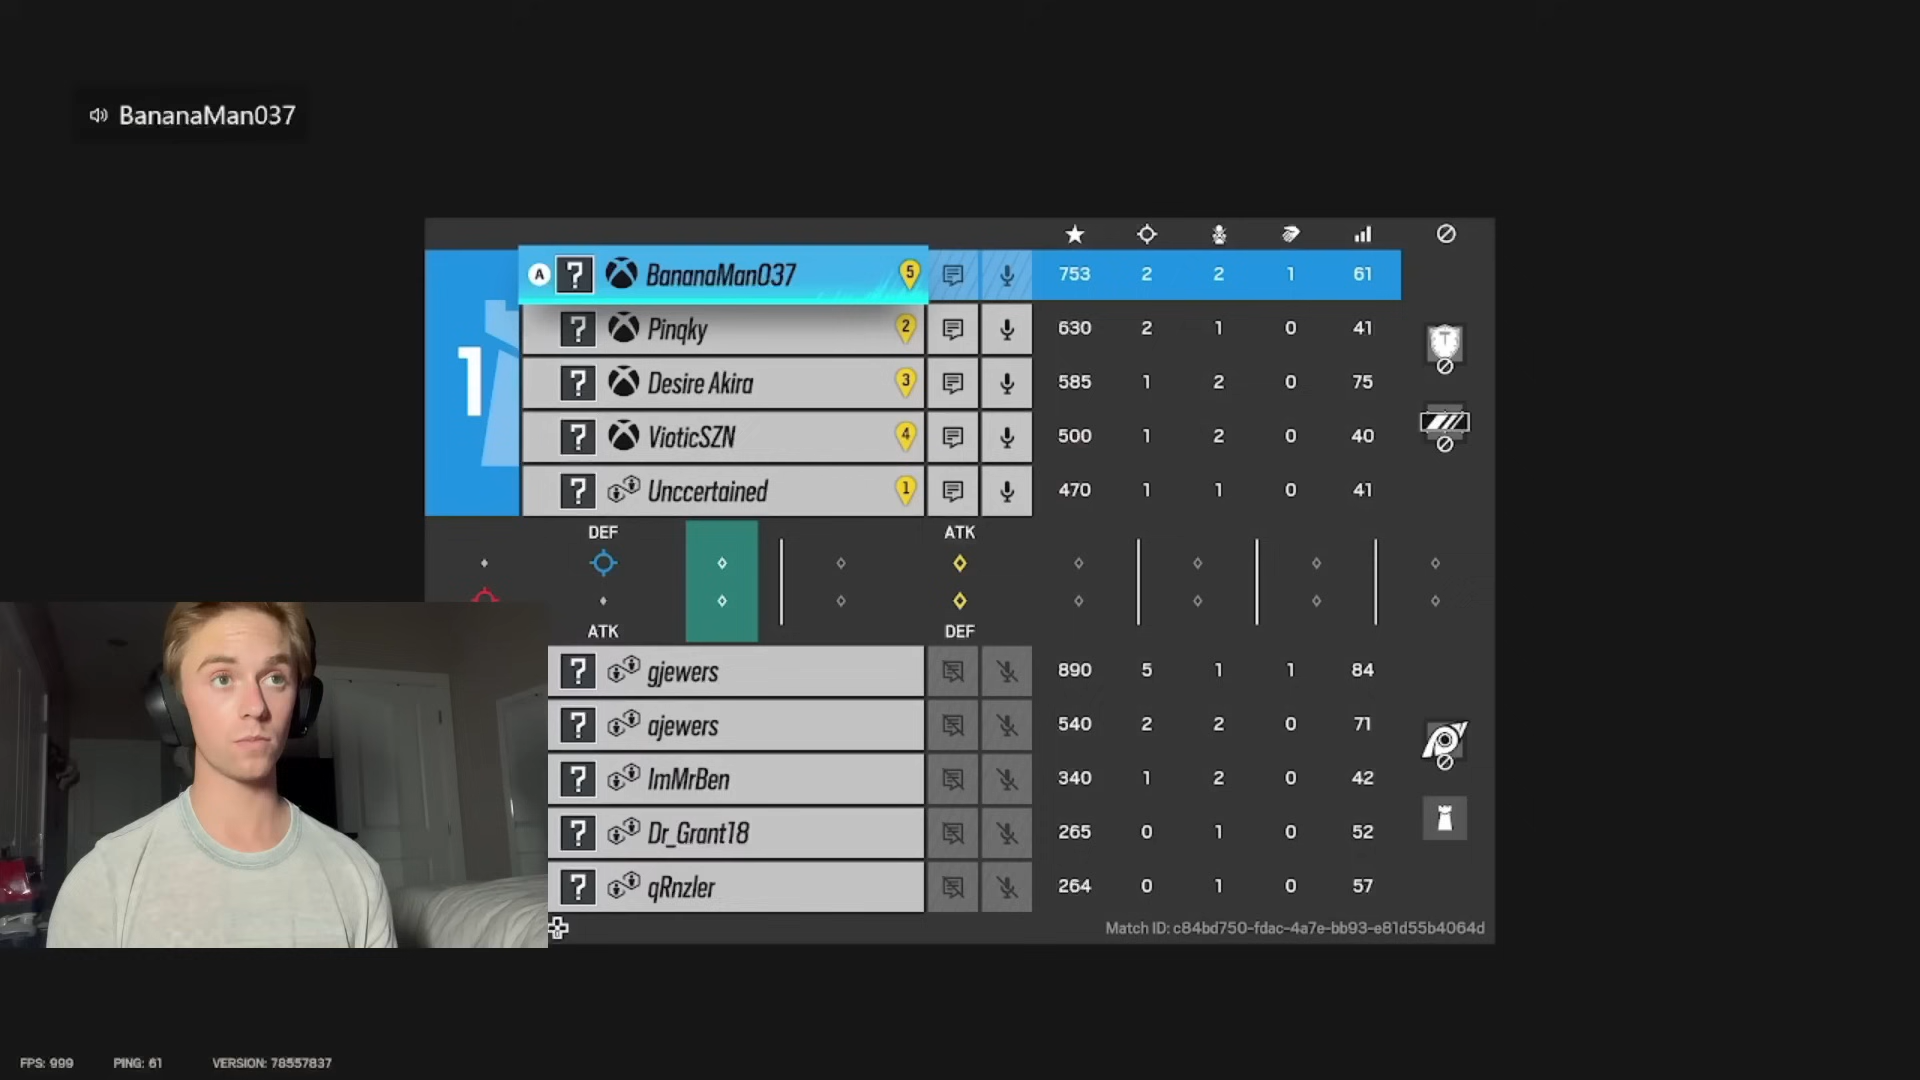 BananaMan037
A ? BananaMan037 5 753 2 2 1 61
1
? Pinqky 2 630 2 1 0 41
? Desire Akira 3 585 1 2 0 75
? VioticSZN 4 500 1 2 0 40
? Unccertained 1 470 1 1 0 41
DEF ATK
ATK DEF
? gjewers 890 5 1 1 84
? ajewers 540 2 2 0 71
? ImMrBen 340 1 2 0 42
? Dr_Grant18 265 0 1 0 52
? qRnzler 264 0 1 0 57
Match ID: c84bd750-fdac-4a7e-bb93-e81d55b4064d
FPS: 999 PING: 61 VERSION: 78557837